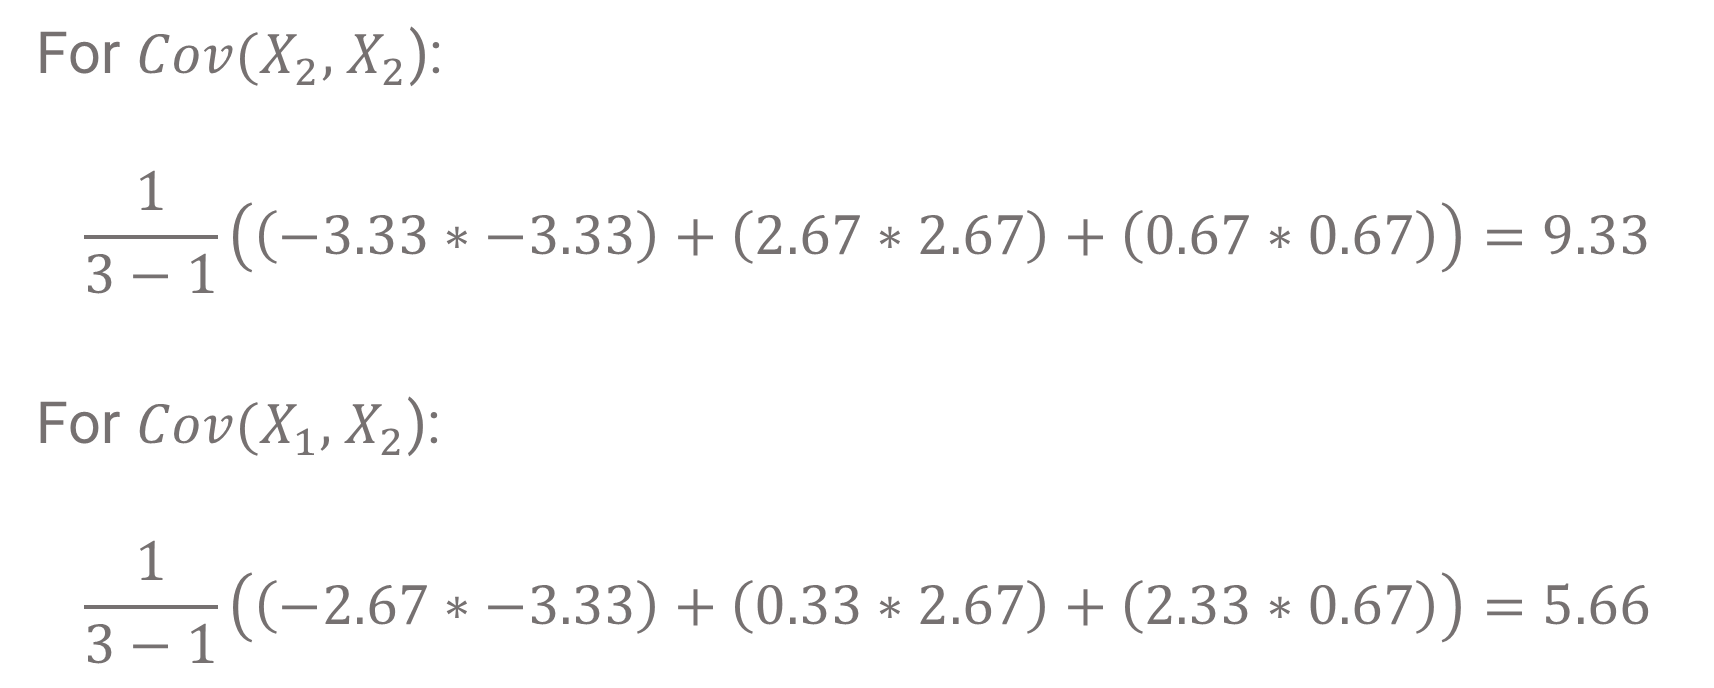 For Cov(X₂, X₂):
1/(3 − 1) ((−3.33 * −3.33) + (2.67 * 2.67) + (0.67 * 0.67)) = 9.33
For Cov(X₁, X₂):
1/(3 − 1) ((−2.67 * −3.33) + (0.33 * 2.67) + (2.33 * 0.67)) = 5.66